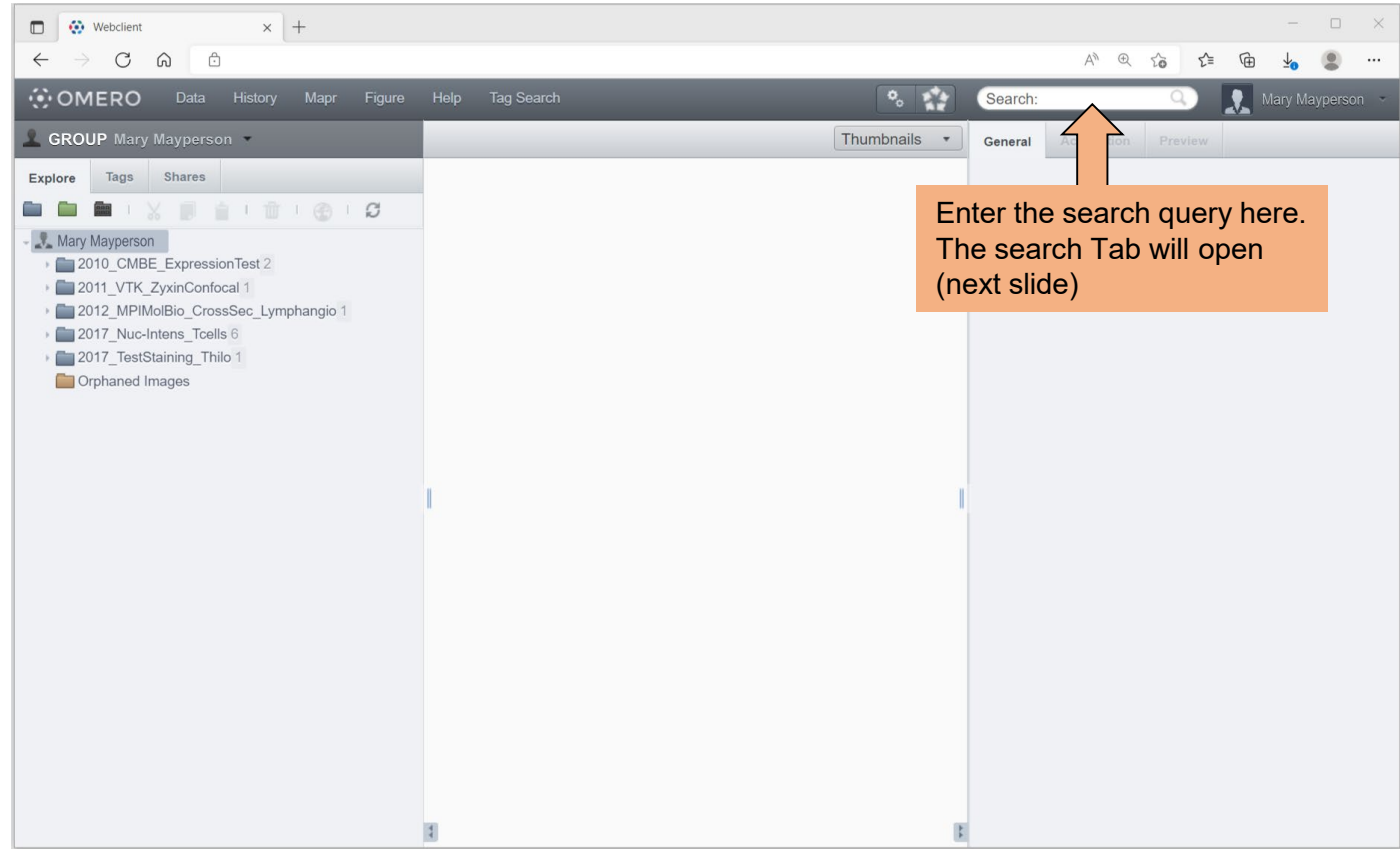 Webclient
OMERO Data History Mapr Figure Help Tag Search Search: Mary Mayperson
GROUP Mary Mayperson Thumbnails General Preview
Explore Tags Shares
Enter the search query here.
The search Tab will open
(next slide)
Mary Mayperson
2010_CMBE_ExpressionTest 2
2011_VTK_ZyxinConfocal 1
2012_MPIMolBio_CrossSec_Lymphangio 1
2017_Nuc-Intens_Tcells 6
2017_TestStaining_Thilo 1
Orphaned Images